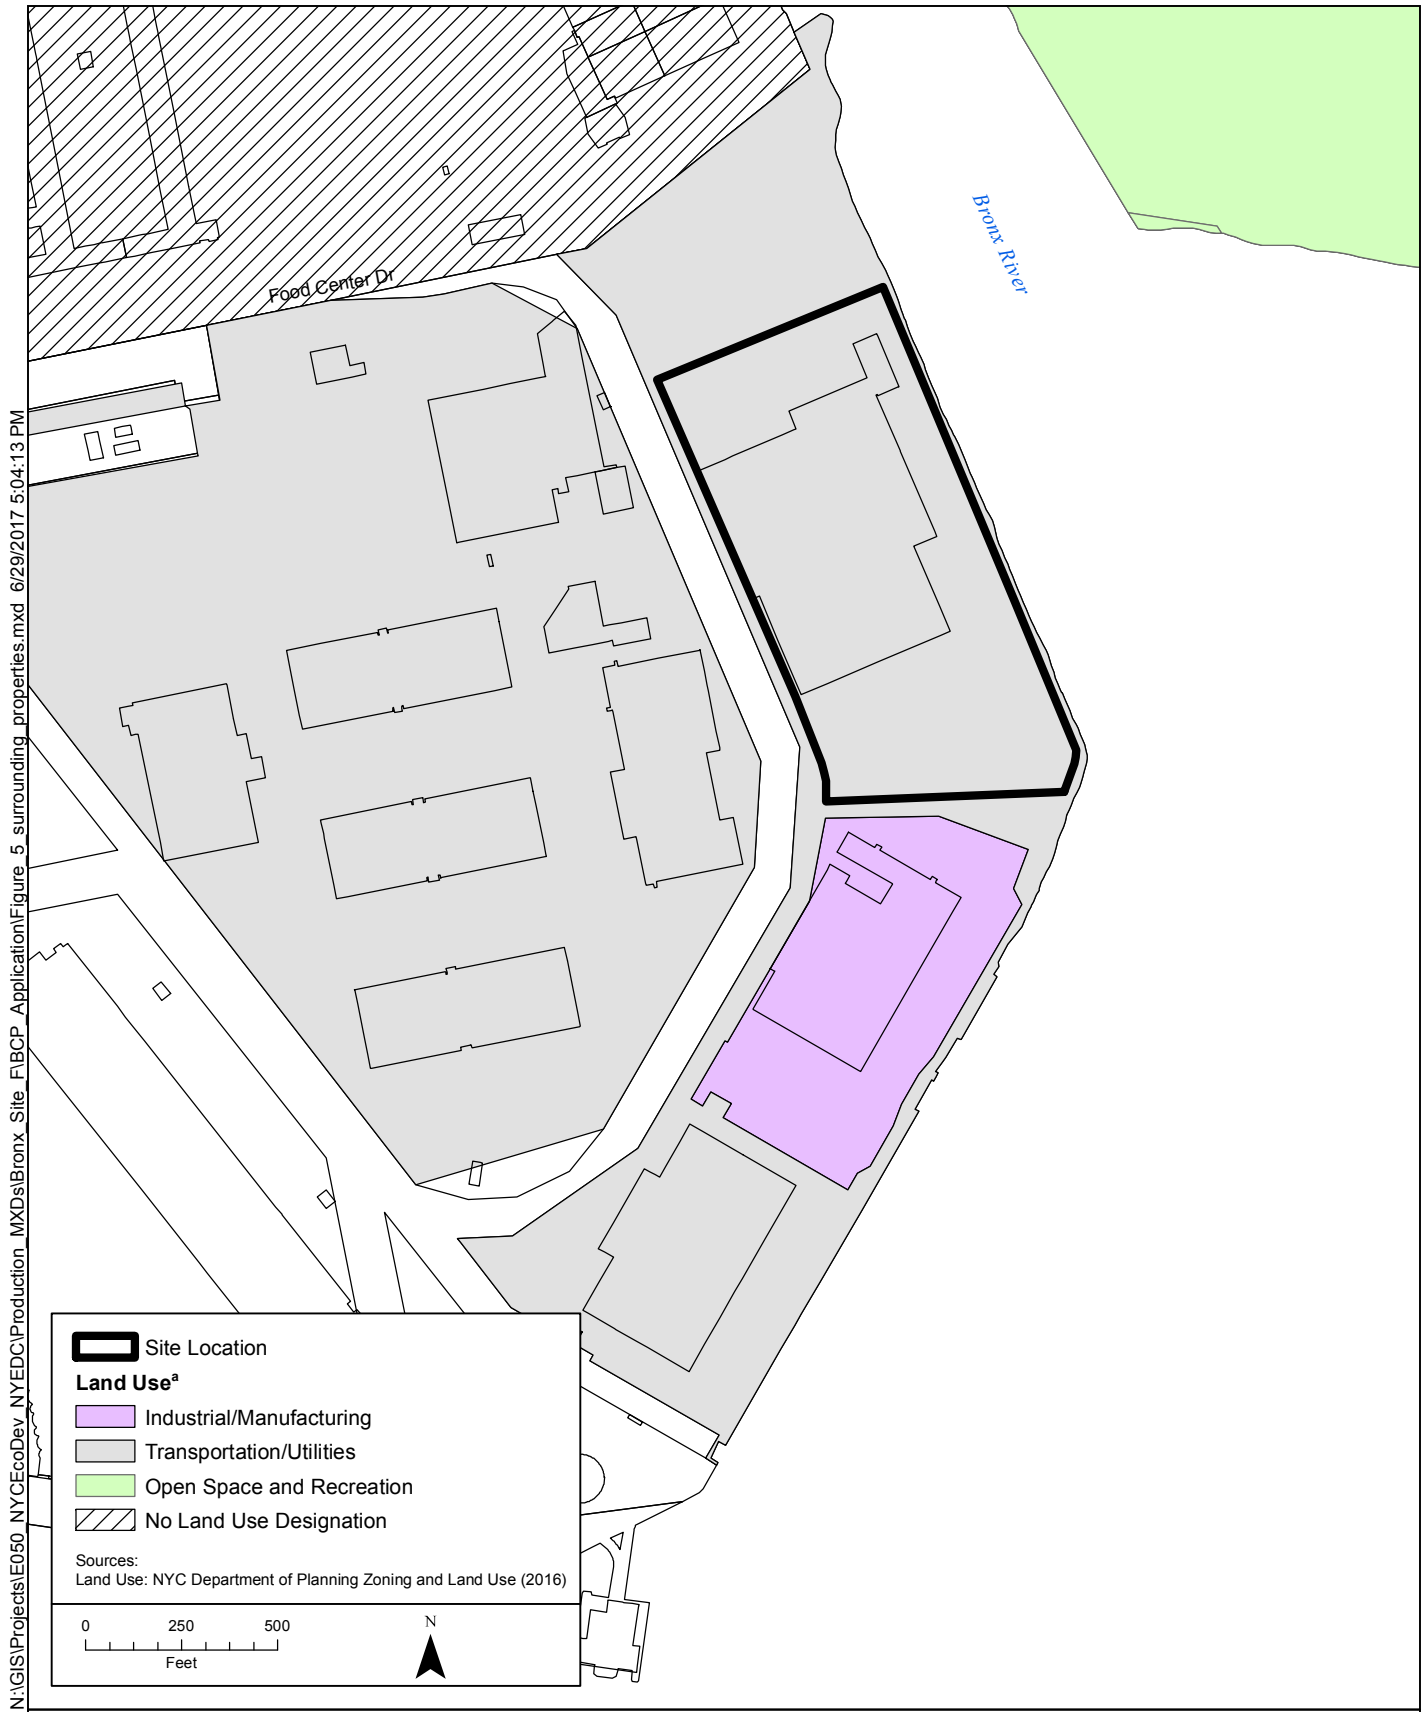 N:\GIS\Projects\E050_NYCEcoDev_NYEDC\Production_MXDs\Bronx_Site_F\BCP_Application\Figure_5_surrounding_properties.mxd 6/29/2017 5:04:13 PM
Bronx River
Food Center Dr
Site Location
Land Useᵃ
Industrial/Manufacturing
Transportation/Utilities
Open Space and Recreation
No Land Use Designation
Sources:
Land Use: NYC Department of Planning Zoning and Land Use (2016)
0 250 500
Feet
N